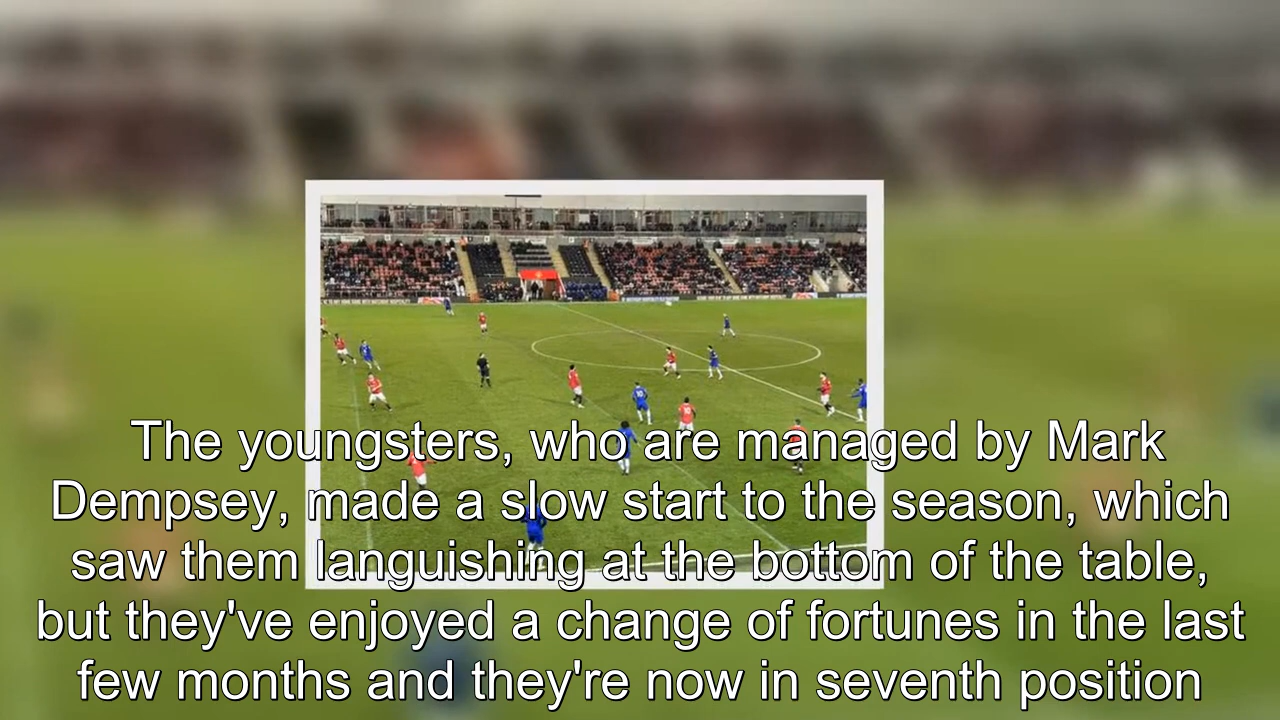 The youngsters, who are managed by Mark
Dempsey, made a slow start to the season, which
saw them languishing at the bottom of the table,
but they've enjoyed a change of fortunes in the last
few months and they're now in seventh position